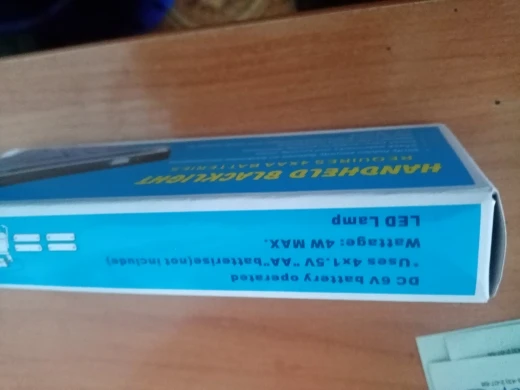 HANDHELD BLACKLIGHT
REQUIRES 4XAA BATTERIES
DC 6V battery operated
*Uses 4x1.5V "AA"batterise(not include)
Wattage: 4W MAX.
LED Lamp